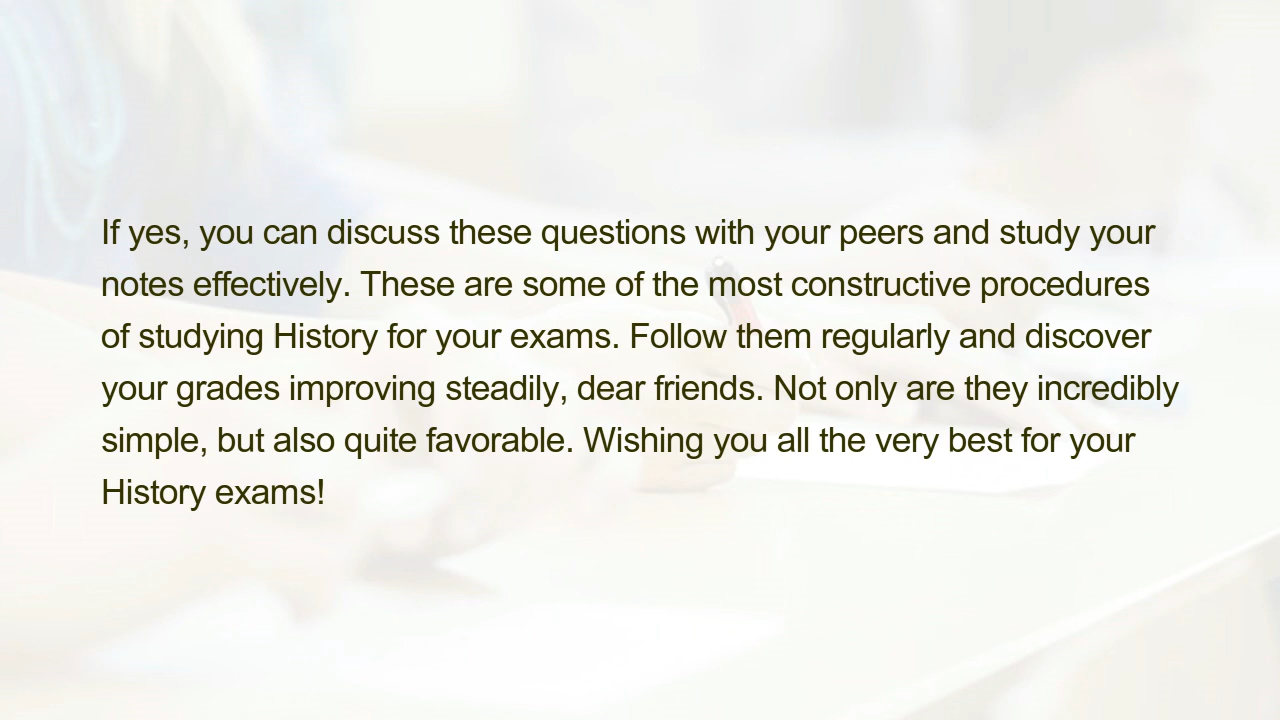 If yes, you can discuss these questions with your peers and study your
notes effectively. These are some of the most constructive procedures
of studying History for your exams. Follow them regularly and discover
your grades improving steadily, dear friends. Not only are they incredibly
simple, but also quite favorable. Wishing you all the very best for your
History exams!